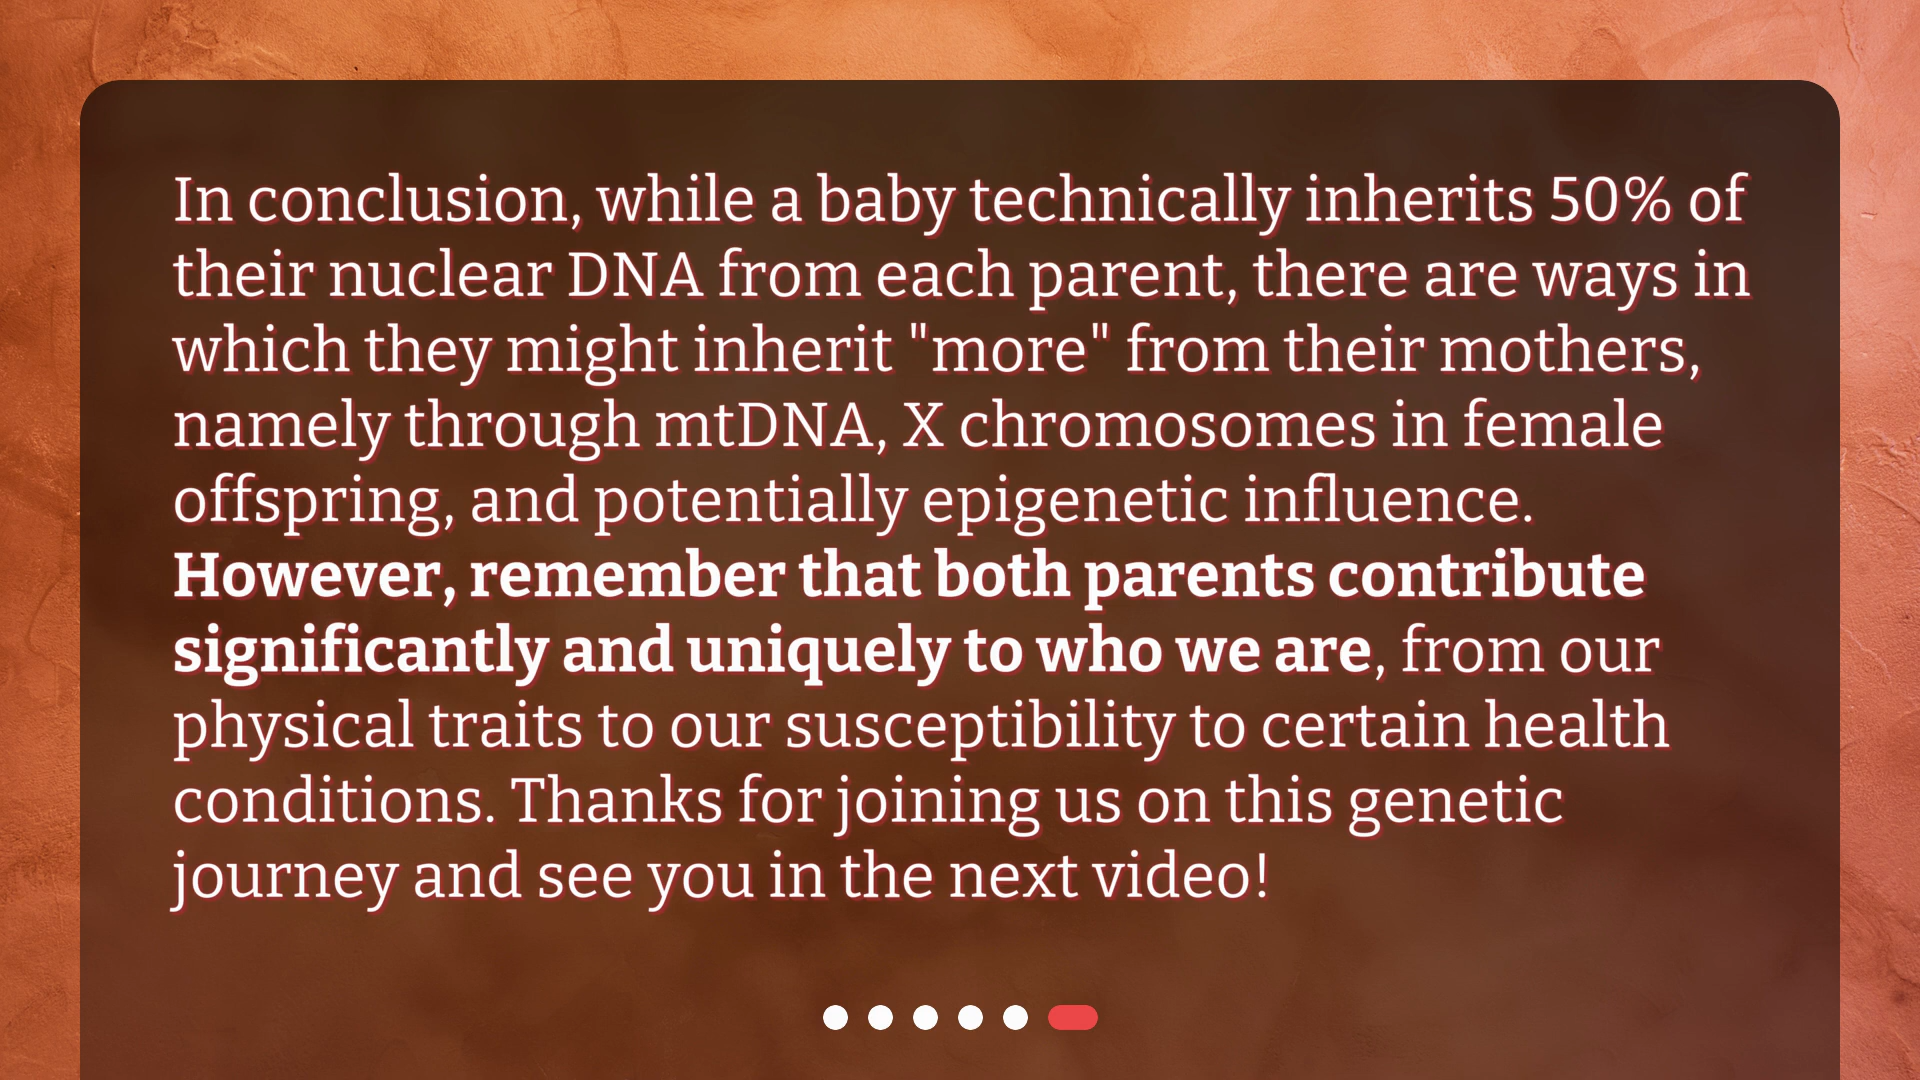 In conclusion, while a baby technically inherits 50% of
their nuclear DNA from each parent, there are ways in
which they might inherit "more" from their mothers,
namely through mtDNA, X chromosomes in female
offspring, and potentially epigenetic influence.
However, remember that both parents contribute
significantly and uniquely to who we are, from our
physical traits to our susceptibility to certain health
conditions. Thanks for joining us on this genetic
journey and see you in the next video!